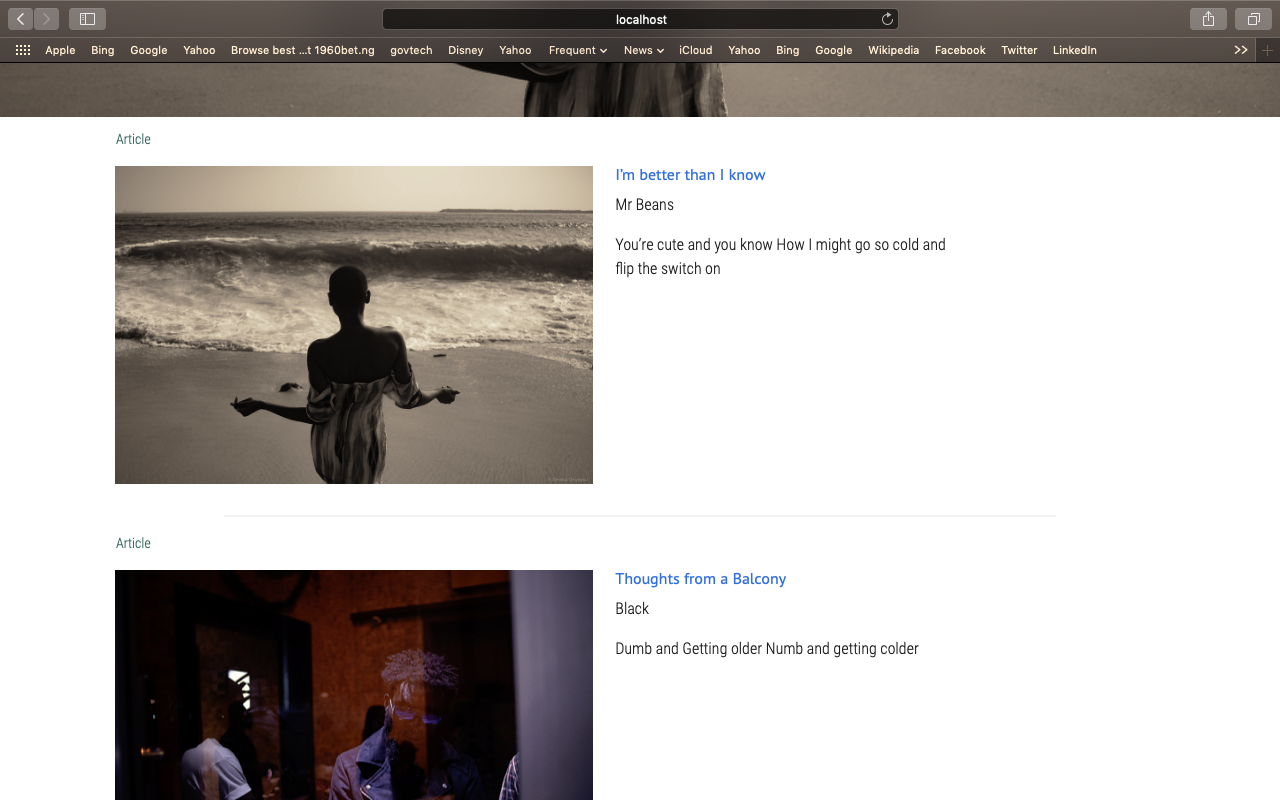 localhost
Apple Bing Google Yahoo Browse best ...t 1960bet.ng govtech Disney Yahoo Frequent News iCloud Yahoo Bing Google Wikipedia Facebook Twitter LinkedIn
Article
I'm better than I know
Mr Beans
You're cute and you know How I might go so cold and
flip the switch on
Article
Thoughts from a Balcony
Black
Dumb and Getting older Numb and getting colder